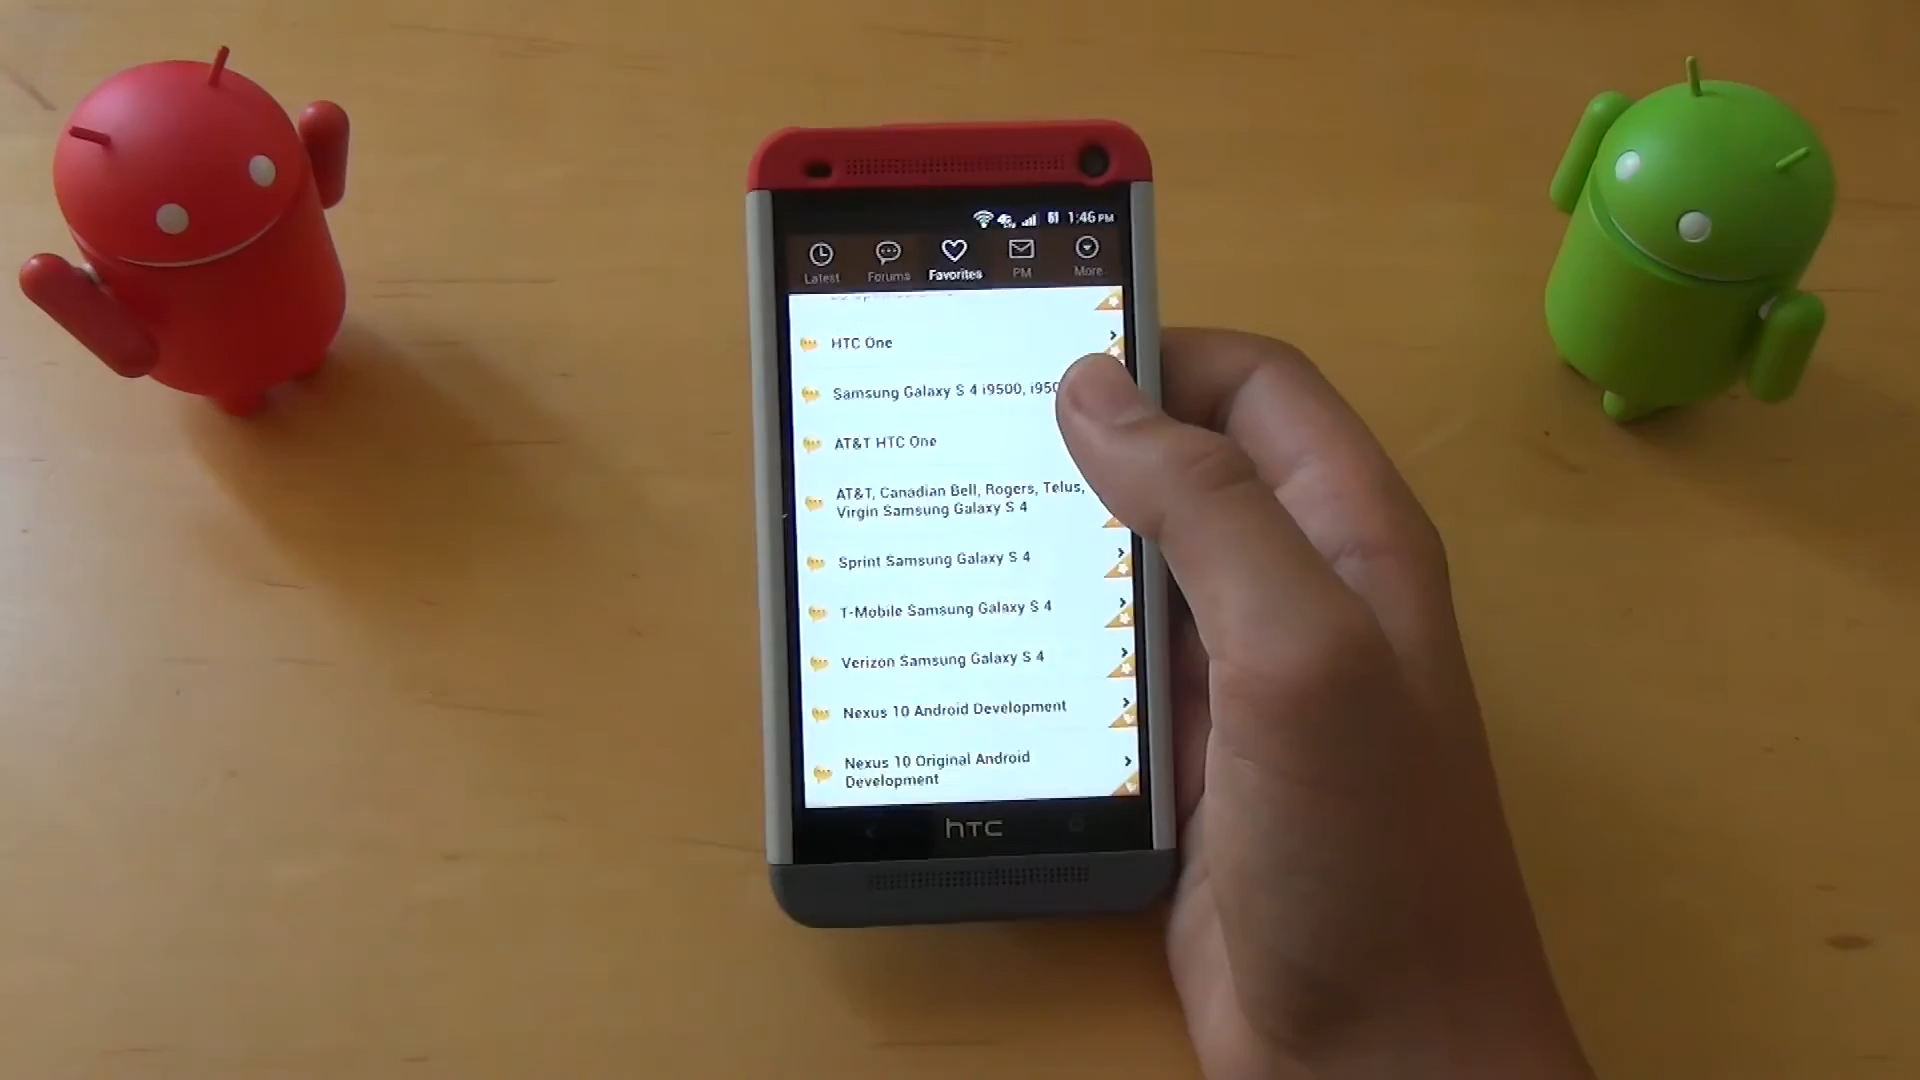 61 1:46 PM
Latest Forums Favorites PM More
HTC One
Samsung Galaxy S 4 i9500, i950
AT&T HTC One
AT&T, Canadian Bell, Rogers, Telus,
Virgin Samsung Galaxy S 4
Sprint Samsung Galaxy S 4
T-Mobile Samsung Galaxy S 4
Verizon Samsung Galaxy S 4
Nexus 10 Android Development
Nexus 10 Original Android
Development
hTC